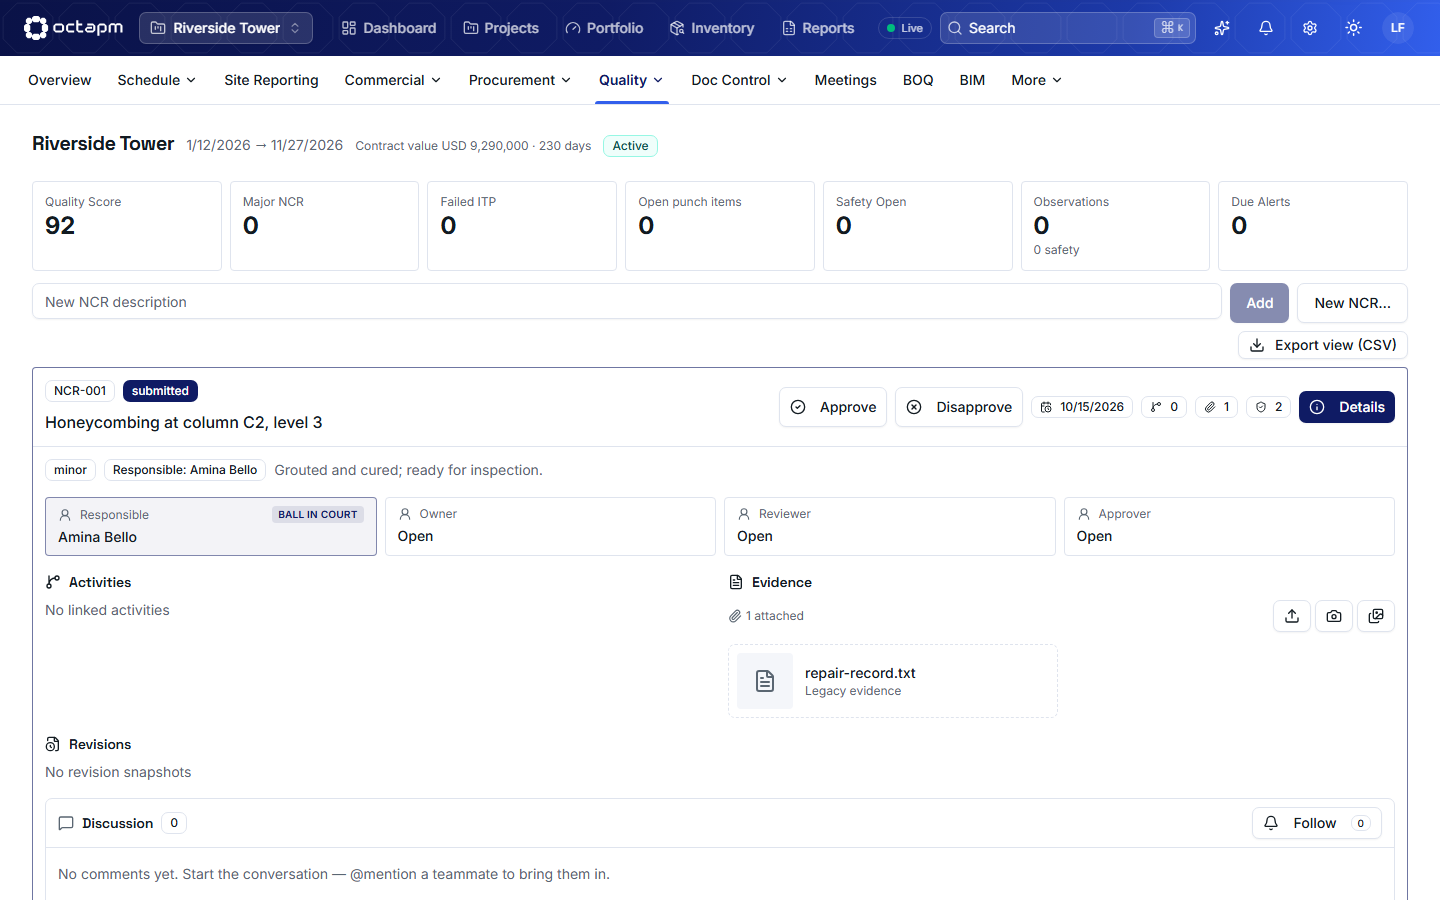 octapm
Riverside Tower
Dashboard
Projects
Portfolio
Inventory
Reports
Live
Search
⌘ K
LF
Overview
Schedule
Site Reporting
Commercial
Procurement
Quality
Doc Control
Meetings
BOQ
BIM
More
Riverside Tower 1/12/2026 → 11/27/2026 Contract value USD 9,290,000 · 230 days Active
Quality Score
92
Major NCR
0
Failed ITP
0
Open punch items
0
Safety Open
0
Observations
0
0 safety
Due Alerts
0
New NCR description
Add
New NCR...
Export view (CSV)
NCR-001 submitted
Honeycombing at column C2, level 3
Approve
Disapprove
10/15/2026
0
1
2
Details
minor
Responsible: Amina Bello
Grouted and cured; ready for inspection.
Responsible
BALL IN COURT
Amina Bello
Owner
Open
Reviewer
Open
Approver
Open
Activities
No linked activities
Evidence
1 attached
repair-record.txt
Legacy evidence
Revisions
No revision snapshots
Discussion 0
Follow 0
No comments yet. Start the conversation — @mention a teammate to bring them in.